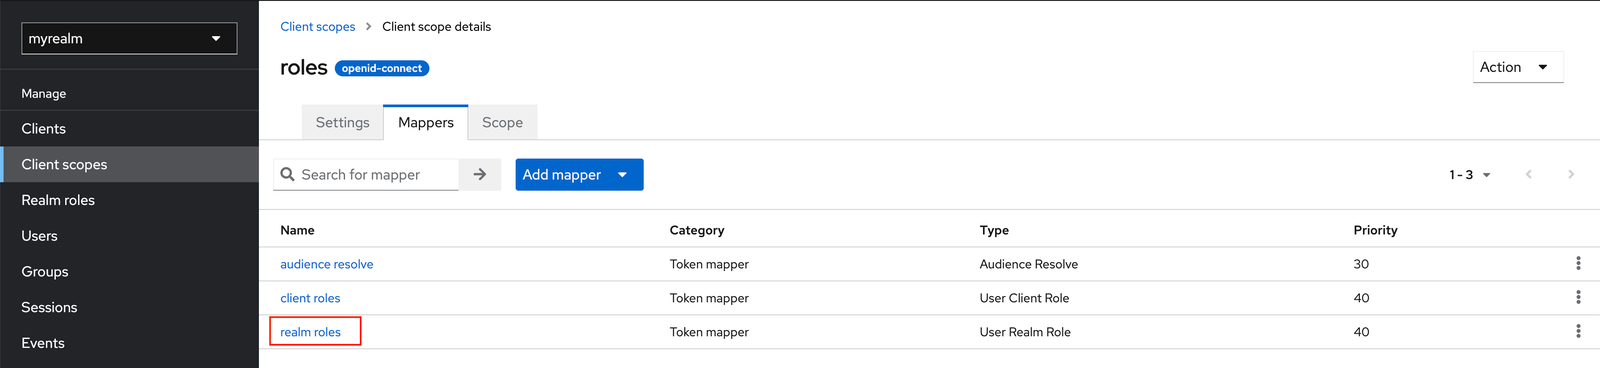 myrealm
Manage
Clients
Client scopes
Realm roles
Users
Groups
Sessions
Events
Client scopes > Client scope details
roles openid-connect
Action
Settings Mappers Scope
Search for mapper Add mapper 1 - 3
Name Category Type Priority
audience resolve Token mapper Audience Resolve 30
client roles Token mapper User Client Role 40
realm roles Token mapper User Realm Role 40